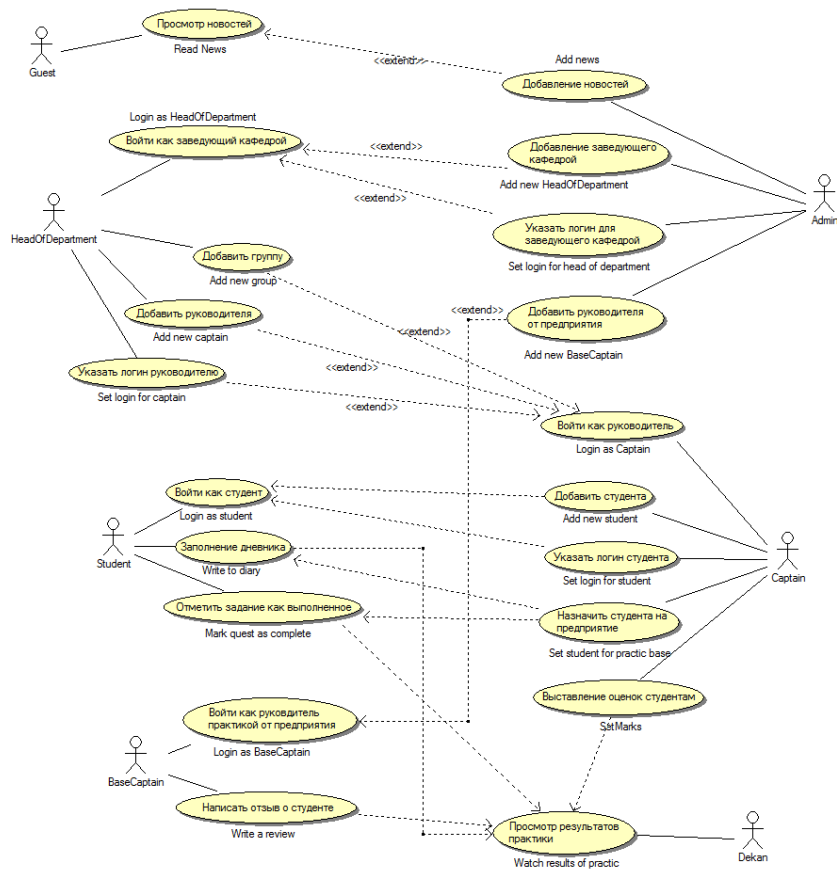 Просмотр новостей
Read News
Guest
<<extend>>
Add news
Добавление новостей
Login as HeadOfDepartment
Войти как заведующий кафедрой
<<extend>>
Добавление заведующего
кафедрой
Add new HeadOfDepartment
Admin
<<extend>>
HeadOfDepartment
Указать логин для
заведующего кафедрой
Set login for head of department
Добавить группу
Add new group
Добавить руководителя
Add new captain
<<extend>>
<<extend>>
Добавить руководителя
от предприятия
Add new BaseCaptain
Указать логин руководителю
Set login for captain
<<extend>>
<<extend>>
Войти как руководитель
Login as Captain
Войти как студент
Login as student
Добавить студента
Add new student
Student
Заполнение дневника
Write to diary
Указать логин студента
Set login for student
Captain
Отметить задание как выполненное
Mark quest as complete
Назначить студента на
предприятие
Set student for practic base
Выставление оценок студентам
SetMarks
Войти как руковдитель
практикой от предприятия
Login as BaseCaptain
BaseCaptain
Написать отзыв о студенте
Write a review
Просмотр результатов
практики
Watch results of practic
Dekan